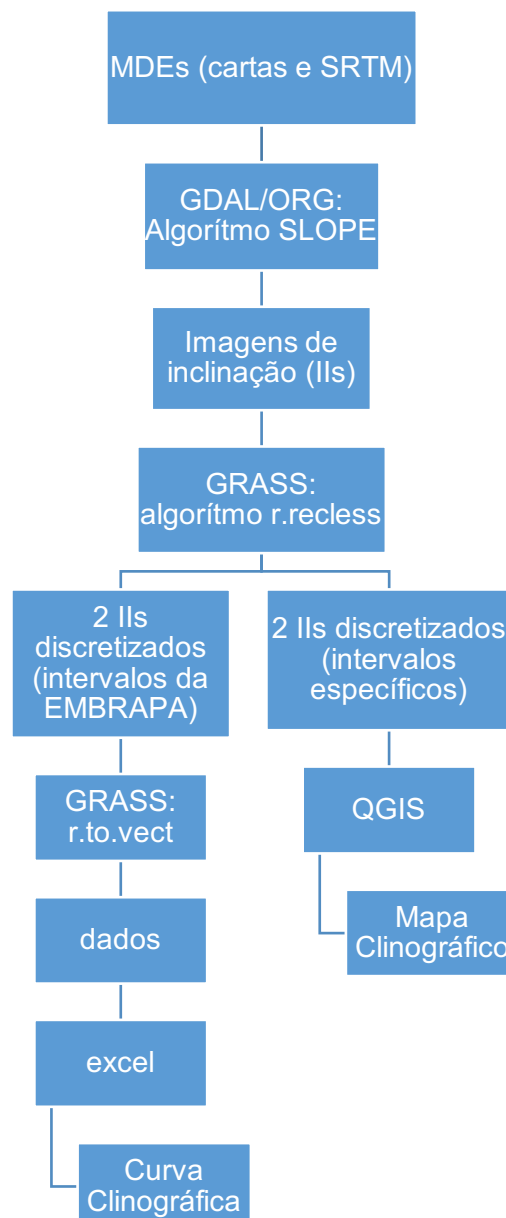 MDEs (cartas e SRTM)
GDAL/ORG:
Algorítmo SLOPE
Imagens de
inclinação (IIs)
GRASS:
algorítmo r.recless
2 IIs
discretizados
(intervalos da
EMBRAPA)
GRASS:
r.to.vect
dados
excel
Curva
Clinográfica
2 IIs discretizados
(intervalos
específicos)
QGIS
Mapa
Clinográfico